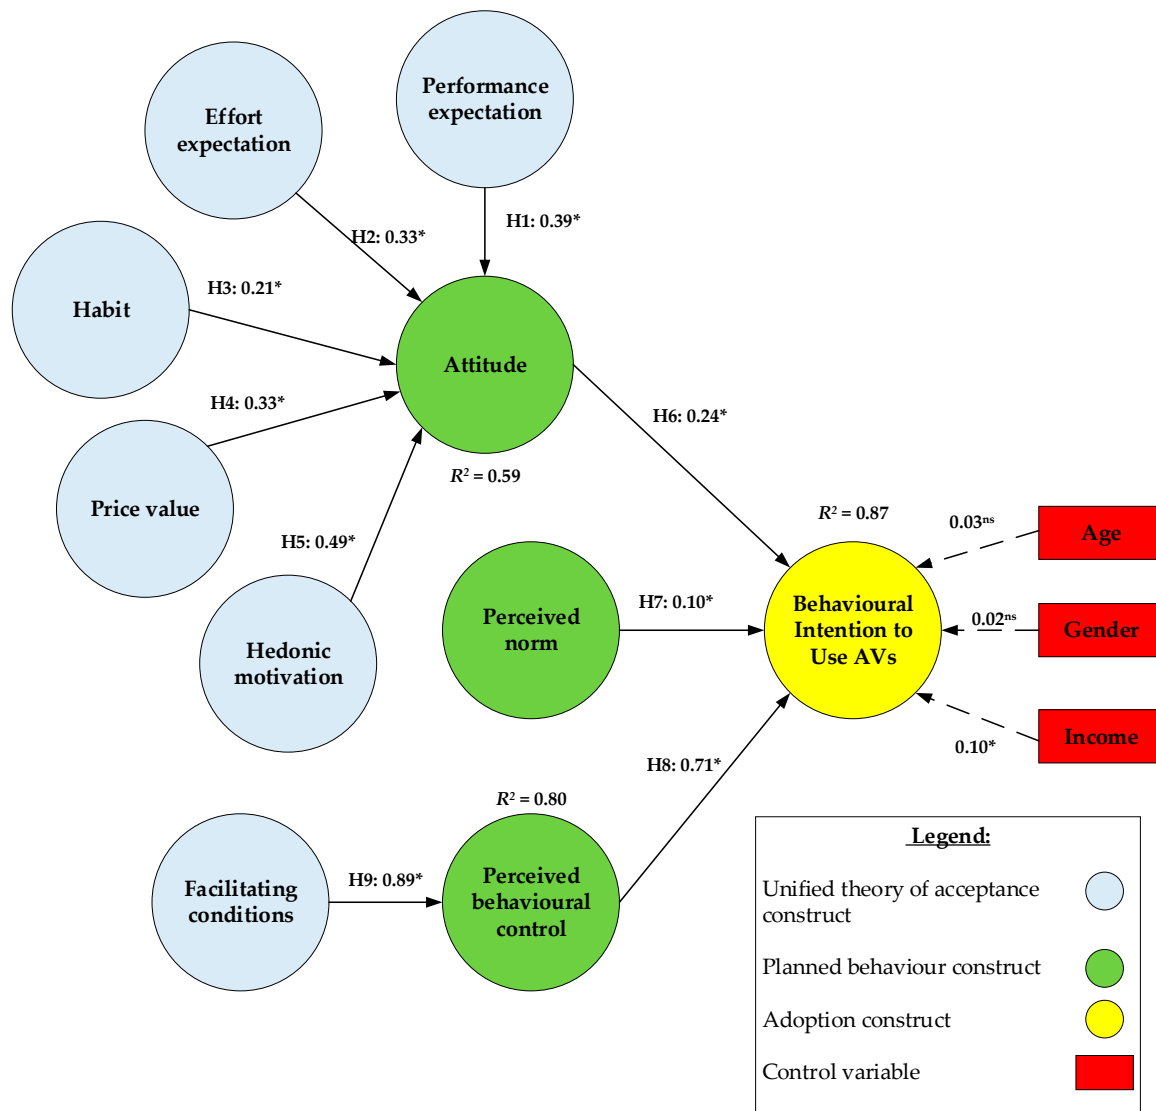 Performance
expectation
Effort
expectation
H1: 0.39*
H2: 0.33*
H3: 0.21*
Habit
Attitude
H4: 0.33*
H6: 0.24*
R² = 0.59
Price value
R² = 0.87
0.03ⁿˢ
Age
H5: 0.49*
H7: 0.10*
Perceived
norm
Behavioural
Intention to
Use AVs
0.02ⁿˢ
Gender
Hedonic
motivation
Income
0.10*
H8: 0.71*
R² = 0.80
Facilitating
conditions
H9: 0.89*
Perceived
behavioural
control
Legend:
Unified theory of acceptance
construct
Planned behaviour construct
Adoption construct
Control variable